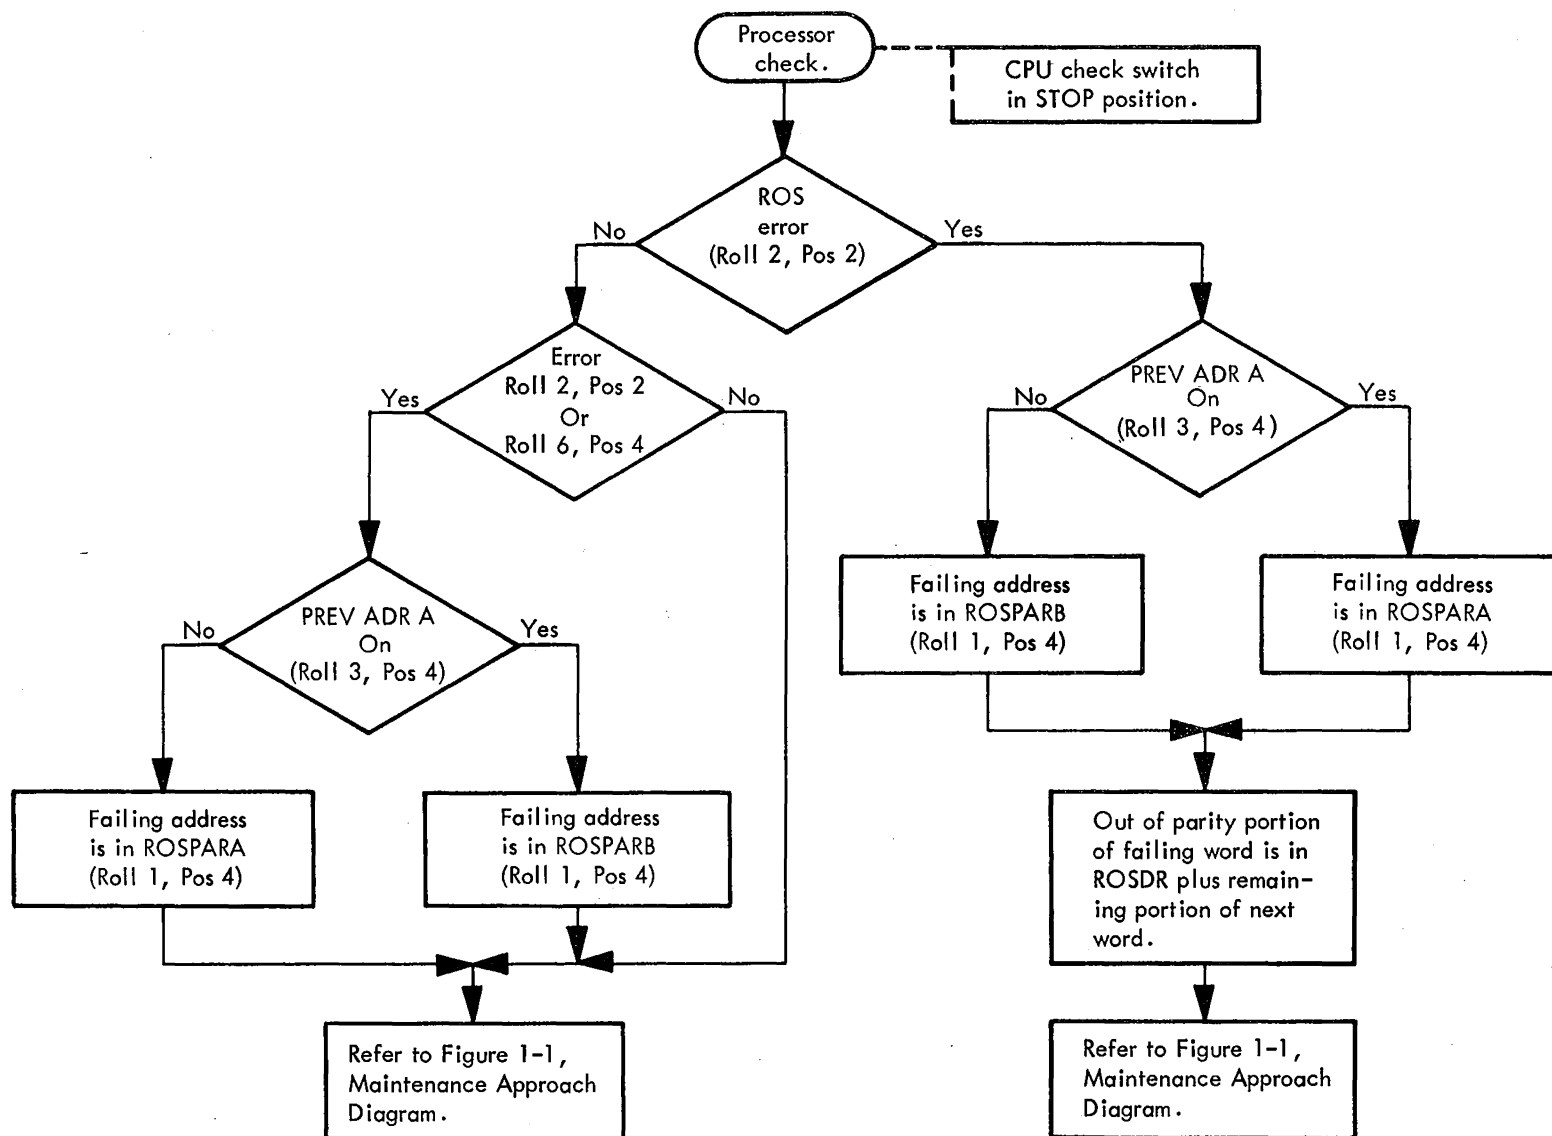 Processor
check.
CPU check switch
in STOP position.
ROS
error
(Roll 2, Pos 2)
No
Yes
Error
Roll 2, Pos 2
Or
Roll 6, Pos 4
Yes
No
PREV ADR A
On
(Roll 3, Pos 4)
No
Yes
PREV ADR A
On
(Roll 3, Pos 4)
No
Yes
Failing address
is in ROSPARB
(Roll 1, Pos 4)
Failing address
is in ROSPARA
(Roll 1, Pos 4)
Failing address
is in ROSPARA
(Roll 1, Pos 4)
Failing address
is in ROSPARB
(Roll 1, Pos 4)
Out of parity portion
of failing word is in
ROSDR plus remain-
ing portion of next
word.
Refer to Figure 1-1,
Maintenance Approach
Diagram.
Refer to Figure 1-1,
Maintenance Approach
Diagram.